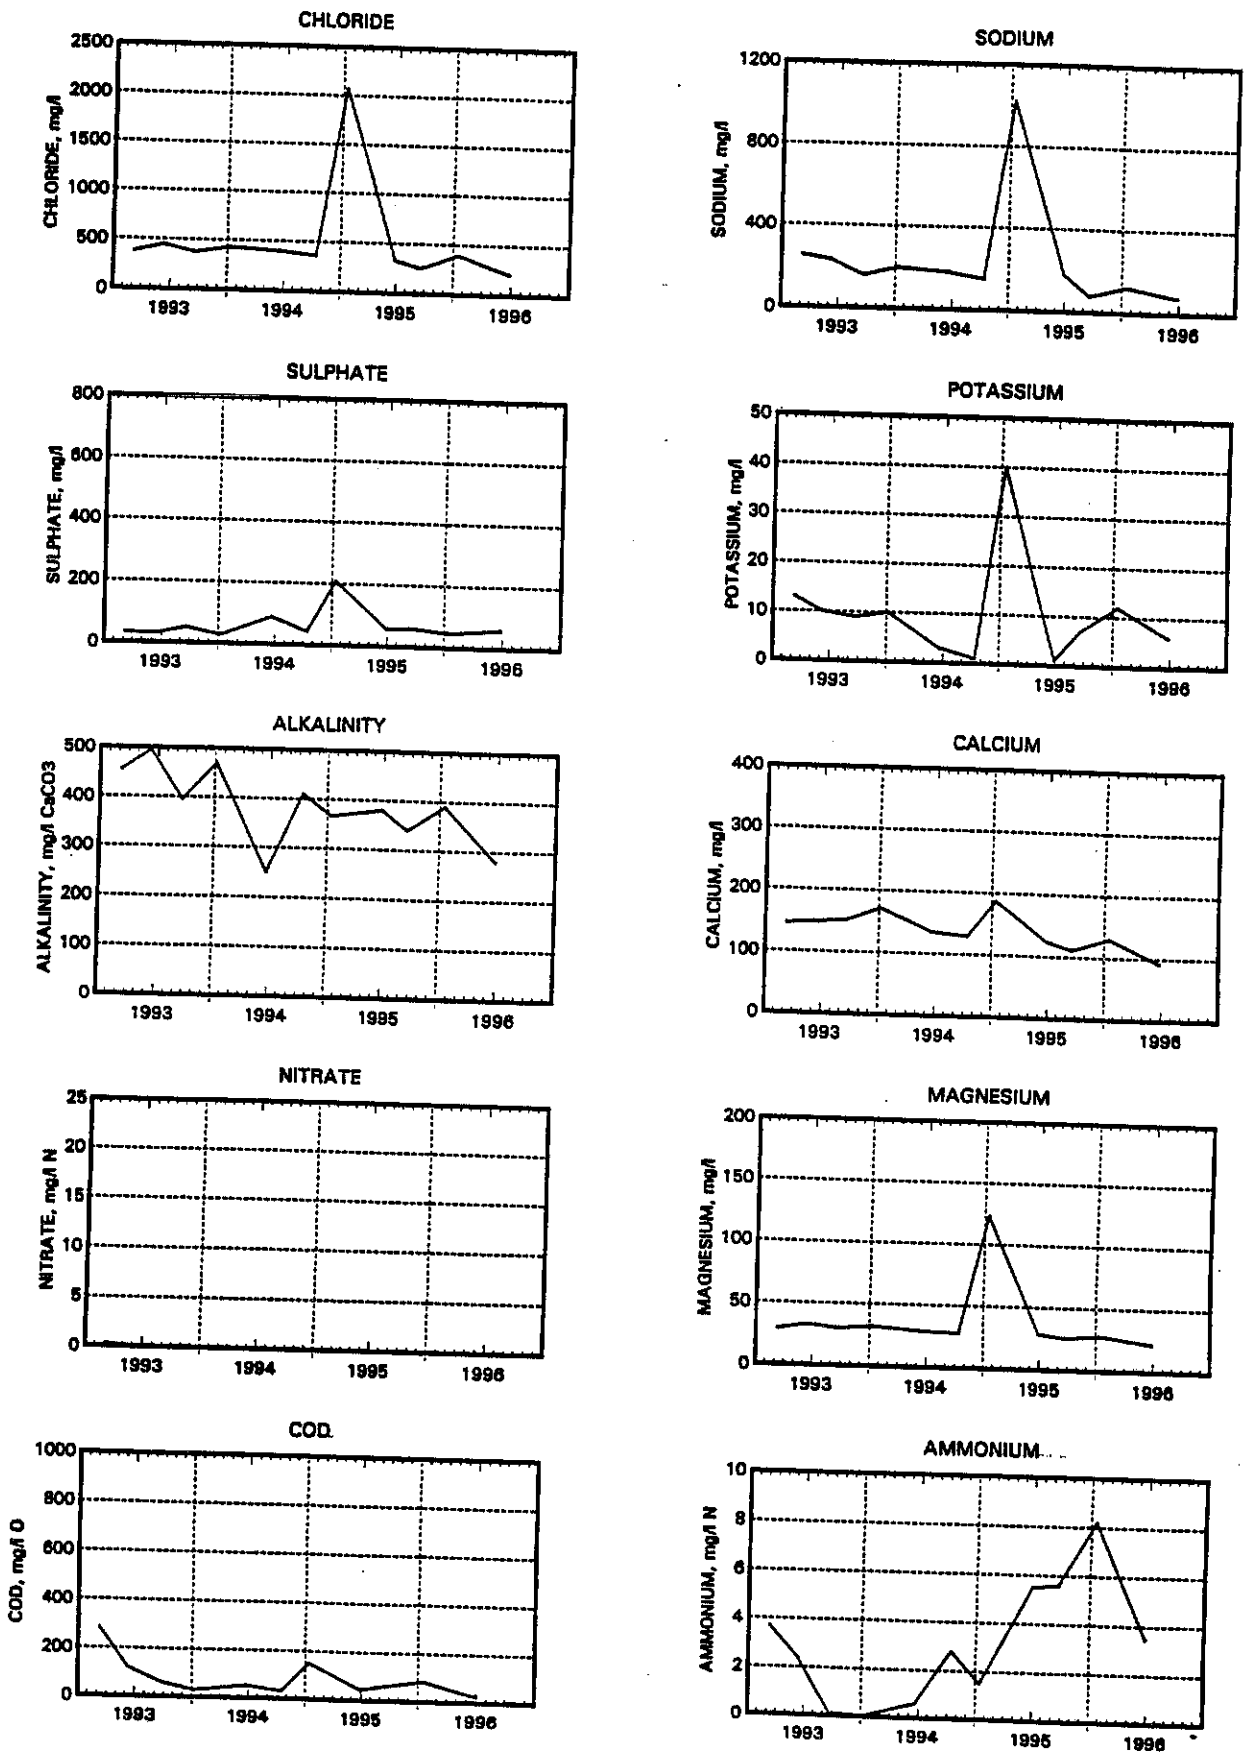 CHLORIDE
CHLORIDE, mg/l
2500
2000
1500
1000
500
0
1993 1994 1995 1996
SODIUM
SODIUM, mg/l
1200
800
400
0
1993 1994 1995 1996
SULPHATE
SULPHATE, mg/l
800
600
400
200
0
1993 1994 1995 1996
POTASSIUM
POTASSIUM, mg/l
50
40
30
20
10
0
1993 1994 1995 1996
ALKALINITY
ALKALINITY, mg/l CaCO3
500
400
300
200
100
0
1993 1994 1995 1996
CALCIUM
CALCIUM, mg/l
400
300
200
100
0
1993 1994 1995 1996
NITRATE
NITRATE, mg/l N
25
20
15
10
5
0
1993 1994 1995 1996
MAGNESIUM
MAGNESIUM, mg/l
200
150
100
50
0
1993 1994 1995 1996
COD.
COD, mg/l O
1000
800
600
400
200
0
1993 1994 1995 1996
AMMONIUM
AMMONIUM, mg/l N
10
8
6
4
2
0
1993 1994 1995 1996